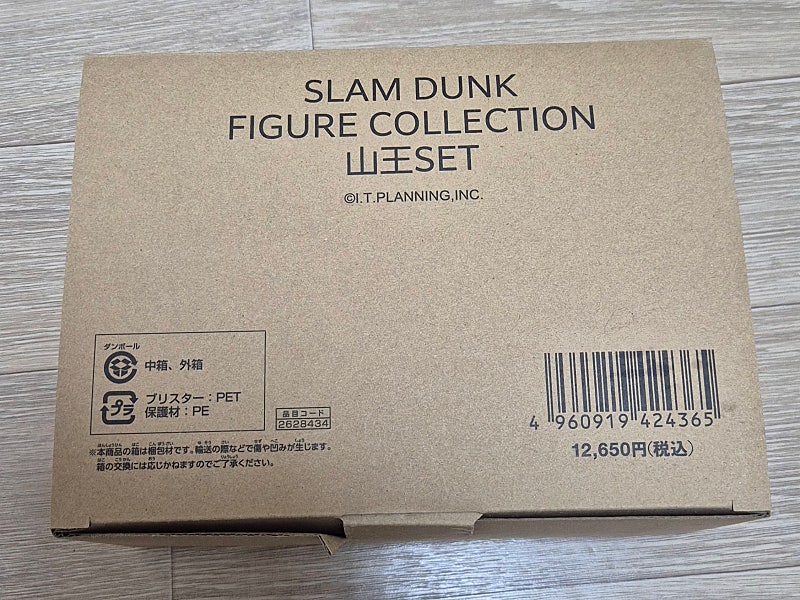 SLAM DUNK
FIGURE COLLECTION
山王SET
©I.T.PLANNING,INC.
ダンボール
中箱、外箱
プラ
ブリスター：PET
保護材：PE
品目コード
2628434
※本商品の箱は梱包材です。輸送の際などで傷や凹みが生じます。
箱の交換には応じかねますのでご了承ください。
4 960919 424365
12,650円(税込)